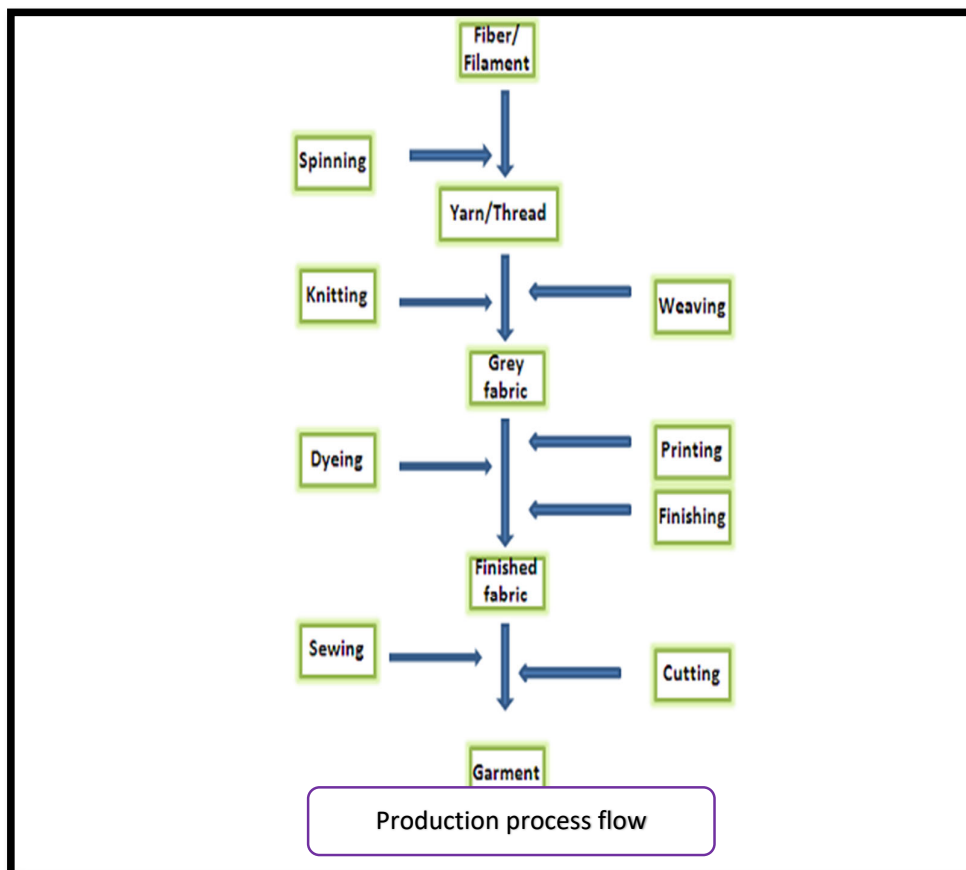 Fiber/
Filament
Spinning
Yarn/Thread
Knitting
Weaving
Grey
fabric
Printing
Dyeing
Finishing
Finished
fabric
Sewing
Cutting
Garment
Production process flow